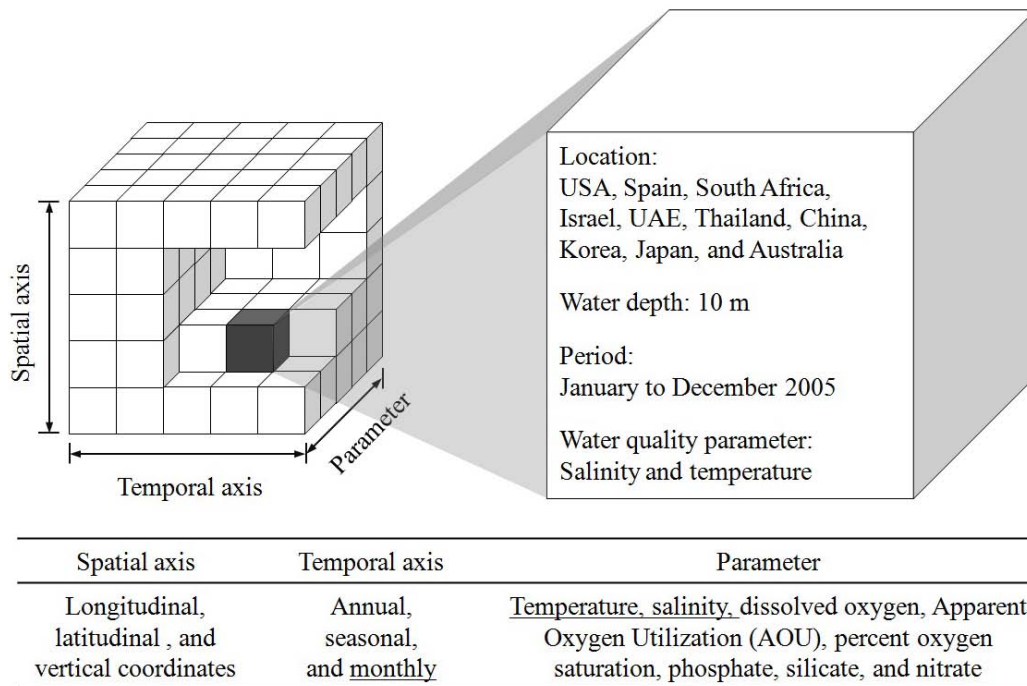 Location:
USA, Spain, South Africa,
Israel, UAE, Thailand, China,
Korea, Japan, and Australia
Water depth: 10 m
Period:
January to December 2005
Water quality parameter:
Salinity and temperature
Spatial axis
Parameter
Temporal axis
Spatial axis
Temporal axis
Parameter
Longitudinal,
latitudinal , and
vertical coordinates
Annual,
seasonal,
and monthly
Temperature, salinity, dissolved oxygen, Apparent
Oxygen Utilization (AOU), percent oxygen
saturation, phosphate, silicate, and nitrate